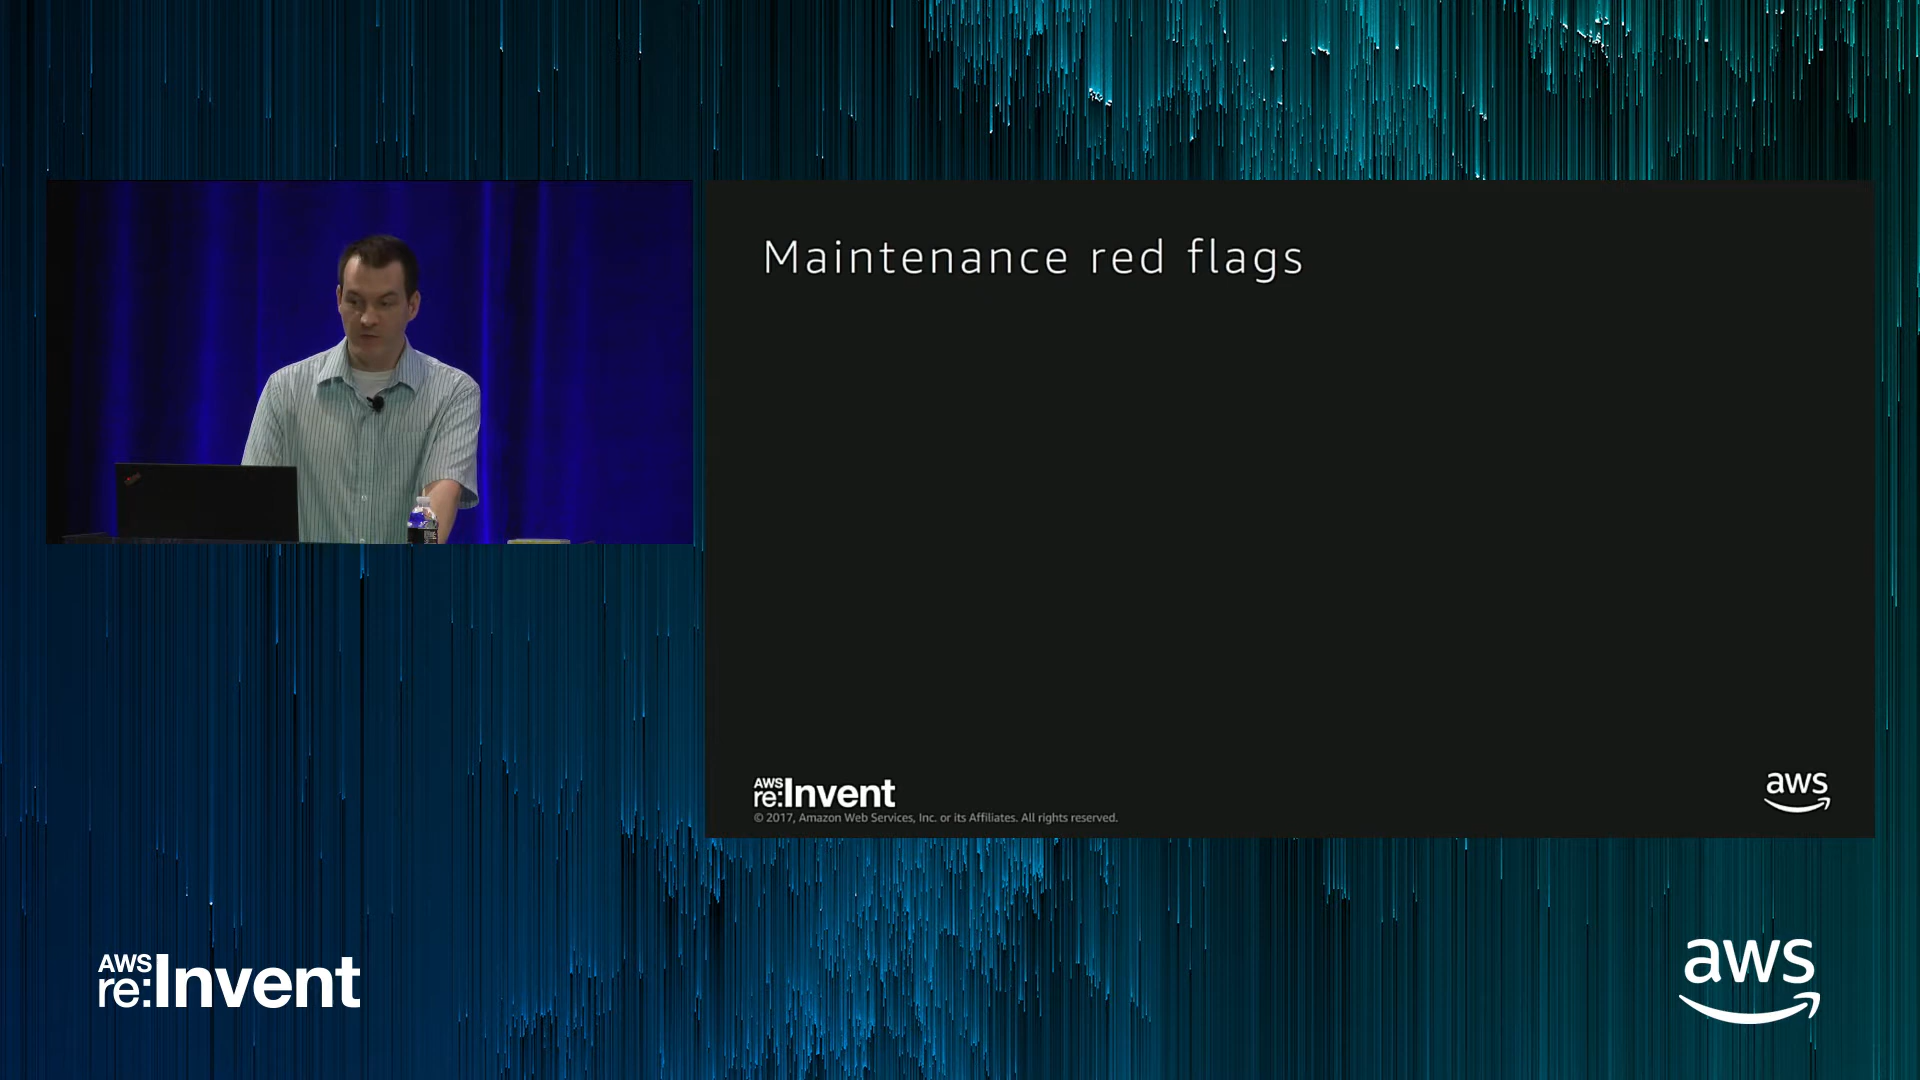 Maintenance red flags
AWS
re:Invent
© 2017, Amazon Web Services, Inc. or its Affiliates. All rights reserved.
aws
AWS
re:Invent
aws